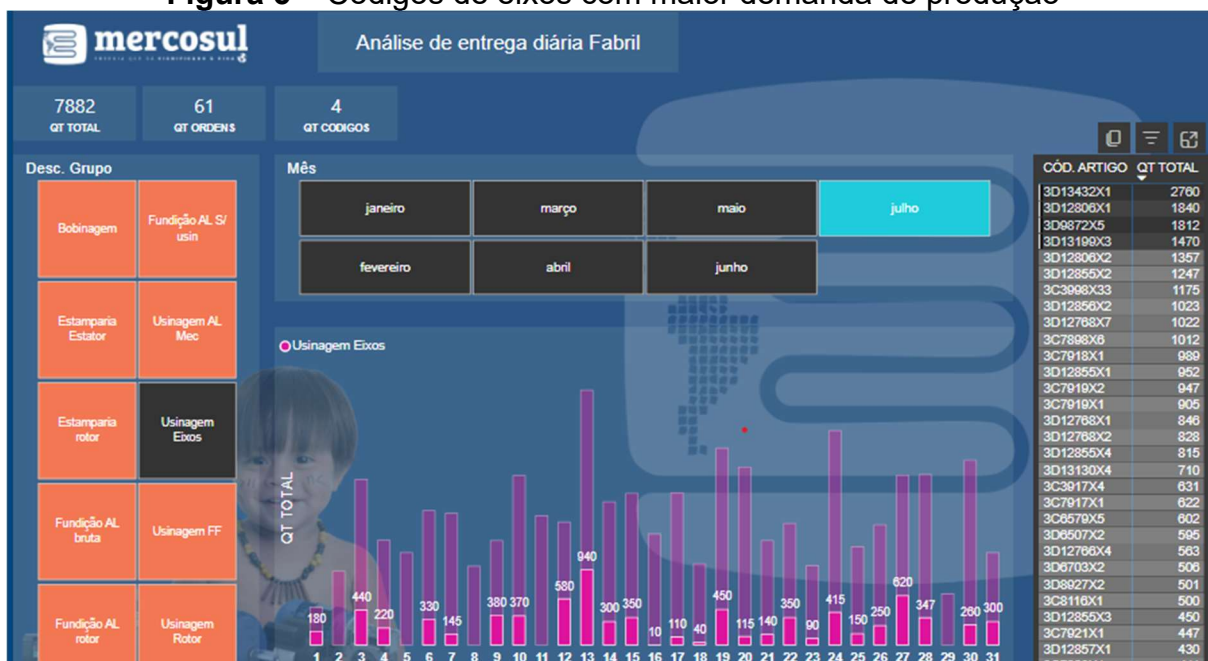 Figura 3 – Códigos de eixos com maior demanda de produção
mercosul
Análise de entrega diária Fabril
7882
QT TOTAL
61
QT ORDENS
4
QT CODIGOS
Desc. Grupo
Bobinagem
Fundição AL S/
usin
Estamparia
Estator
Usinagem AL
Mec
Estamparia
rotor
Usinagem
Eixos
Fundição AL
bruta
Usinagem FF
Fundição AL
rotor
Usinagem
Rotor
Mês
janeiro
março
maio
julho
fevereiro
abril
junho
Usinagem Eixos
QT TOTAL
180 440 220 330 145 380 370 580 940 300 350 10 110 40 450 115 140 350 90 415 150 250 620 347 260 300
1 2 3 4 5 6 7 8 9 10 11 12 13 14 15 16 17 18 19 20 21 22 23 24 25 26 27 28 29 30 31
CÓD. ARTIGO QT TOTAL
3D13432X1 2760
3D12806X1 1840
3D9872X5 1812
3D13199X3 1470
3D12806X2 1357
3D12855X2 1247
3C3998X33 1175
3D12856X2 1023
3D12768X7 1022
3C7898X6 1012
3C7918X1 989
3D12855X1 952
3C7919X2 947
3C7919X1 905
3D12768X1 846
3D12768X2 828
3D12855X4 815
3D13130X4 710
3C3917X4 631
3C7917X1 622
3C6579X5 602
3D6507X2 595
3D12766X4 563
3D6703X2 506
3D8927X2 501
3C8116X1 500
3D12855X3 450
3C7921X1 447
3D12857X1 430